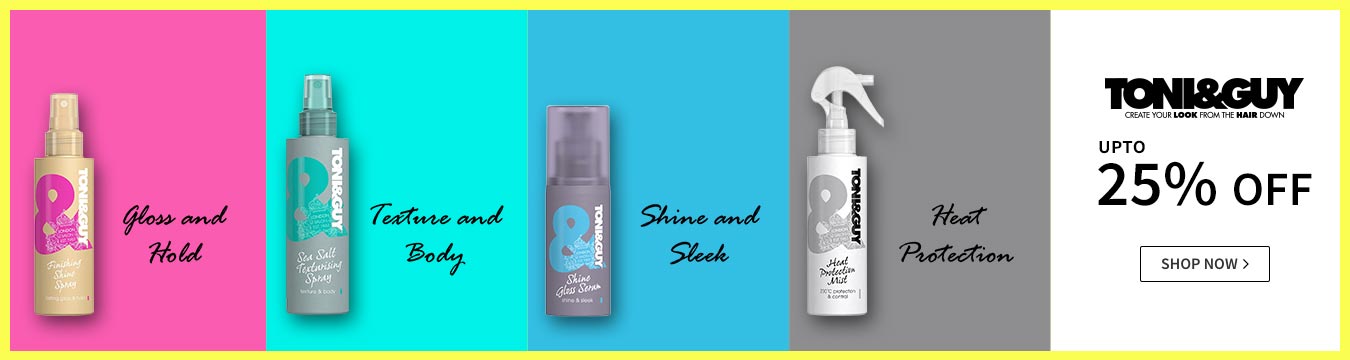 TONI&GUY
Finishing
Shine
Spray
Gloss and
Hold
TONI&GUY
Sea Salt
Texturising
Spray
texture & body
Texture and
Body
TONI&GUY
Shine
Gloss Serum
shine & sleek
Shine and
Sleek
TONI&GUY
Heat
Protection
Mist
protection
& control
Heat
Protection
TONI&GUY
CREATE YOUR LOOK FROM THE HAIR DOWN
UPTO
25% OFF
SHOP NOW >